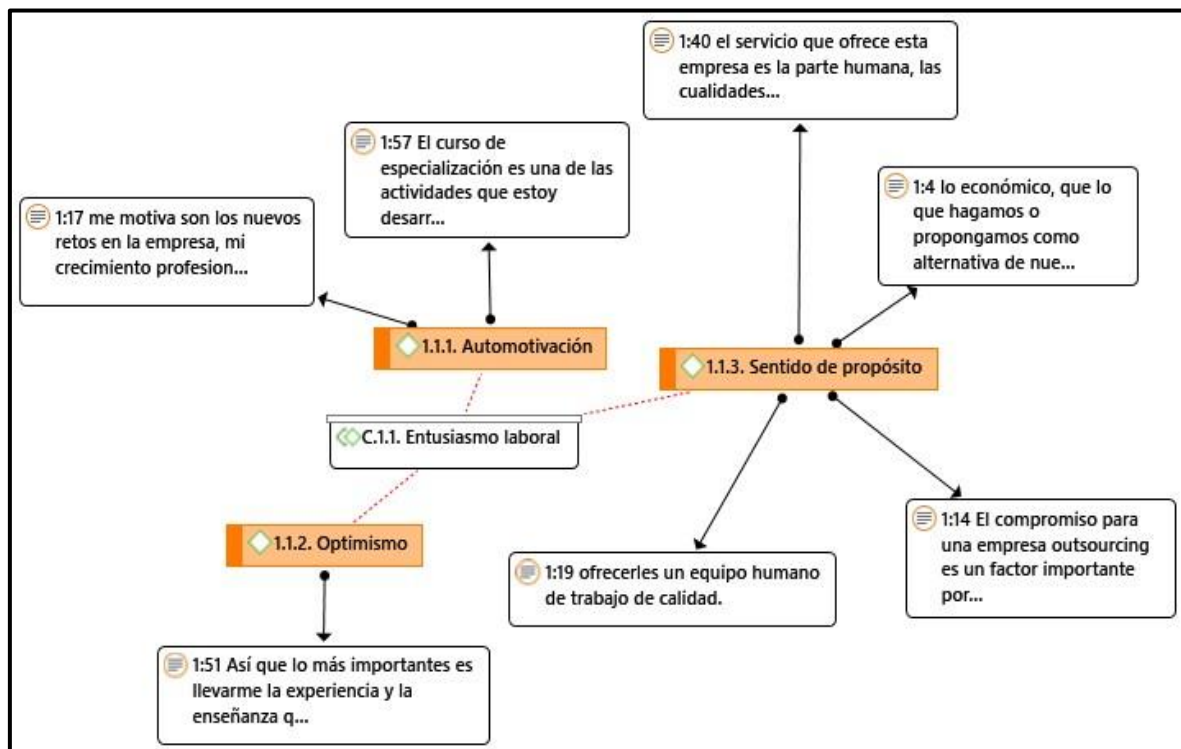 1:40 el servicio que ofrece esta
empresa es la parte humana, las
cualidades...
1:57 El curso de
especialización es una de las
actividades que estoy
desarr...
1:4 lo económico, que lo
que hagamos o
propongamos como
alternativa de nue...
1:17 me motiva son los nuevos
retos en la empresa, mi
crecimiento profesion...
1.1.1. Automotivación
1.1.3. Sentido de propósito
C.1.1. Entusiasmo laboral
1.1.2. Optimismo
1:14 El compromiso para
una empresa outsourcing
es un factor importante
por...
1:19 ofrecerles un equipo humano
de trabajo de calidad.
1:51 Así que lo más importantes es
llevarme la experiencia y la
enseñanza q...